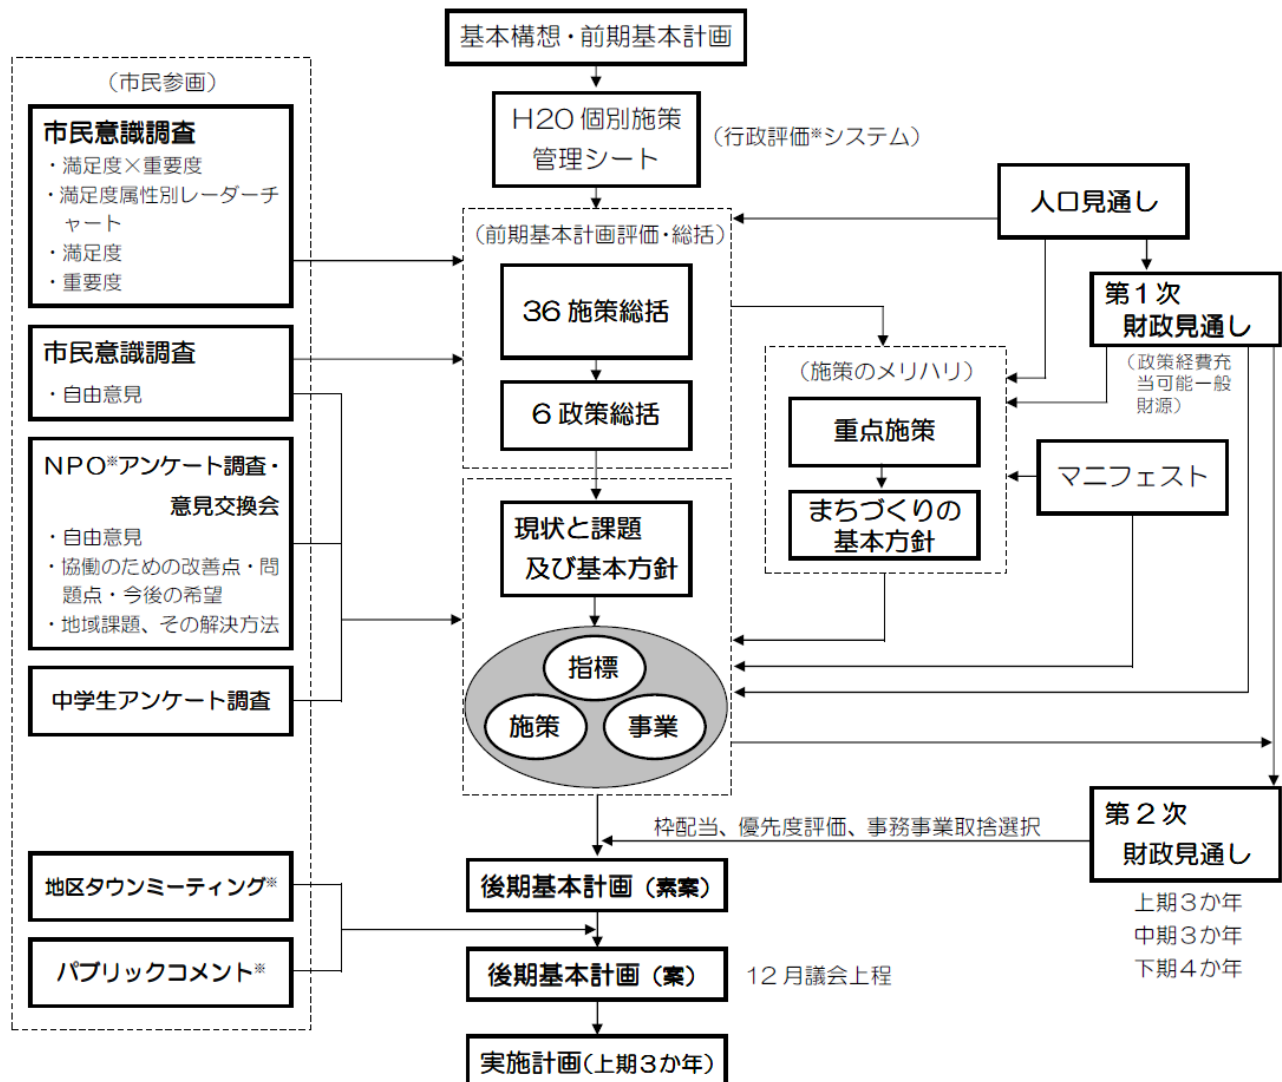 基本構想・前期基本計画
（市民参画）
市民意識調査
・満足度×重要度
・満足度属性別レーダーチ
ャート
・満足度
・重要度
H20 個別施策
管理シート
（行政評価※システム）
人口見通し
（前期基本計画評価・総括）
36 施策総括
6 政策総括
第１次
財政見通し
（政策経費充
当可能一般
財源）
市民意識調査
・自由意見
（施策のメリハリ）
重点施策
まちづくりの
基本方針
マニフェスト
NPO※アンケート調査・
意見交換会
・自由意見
・協働のための改善点・問
題点・今後の希望
・地域課題、その解決方法
現状と課題
及び基本方針
指標
施策
事業
中学生アンケート調査
枠配当、優先度評価、事務事業取捨選択
第２次
財政見通し
上期３か年
中期３か年
下期４か年
地区タウンミーティング※
後期基本計画（素案）
パブリックコメント※
後期基本計画（案）
12 月議会上程
実施計画(上期３か年)